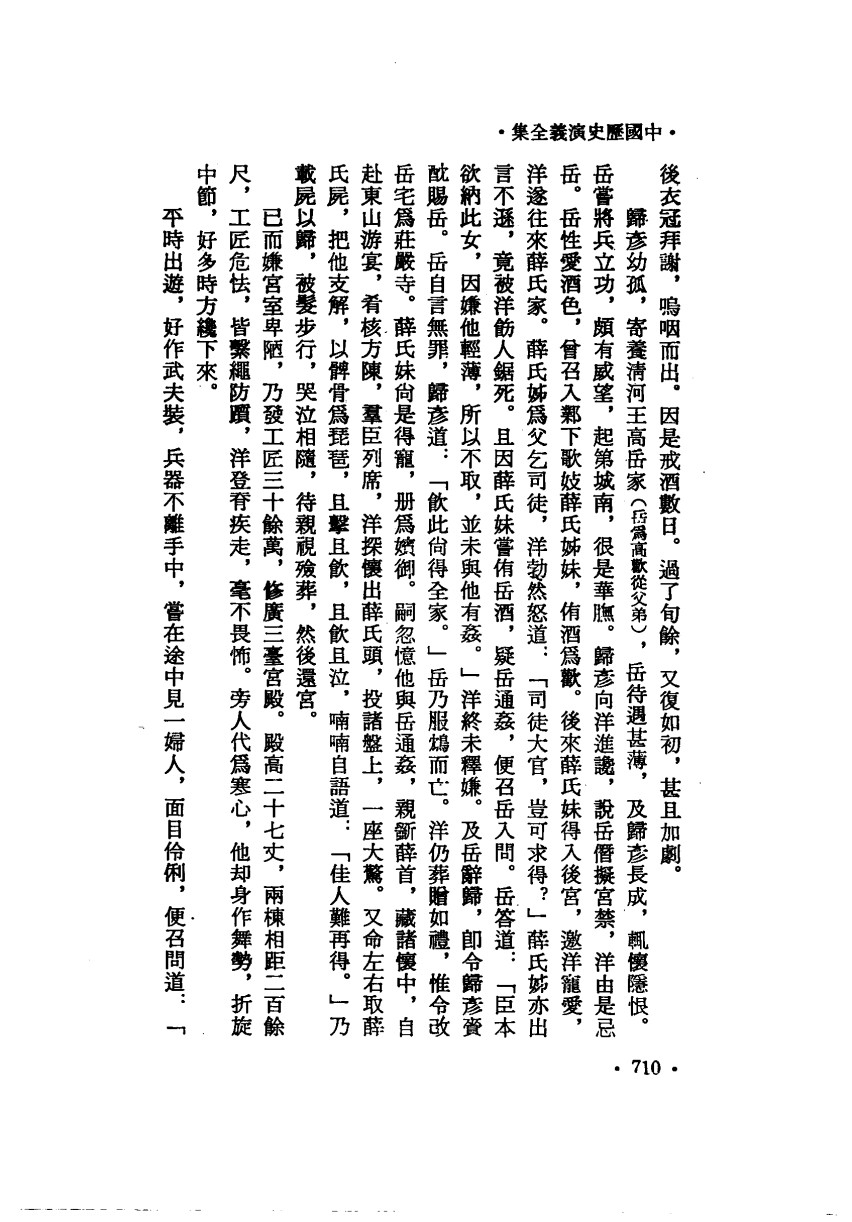 •中國歷史演義全集•
後衣冠拜謝，嗚咽而出。因是戒酒數日。過了旬餘，又復如初，甚且加劇。
歸彥幼孤，寄養清河王高岳家（岳爲高歡從父弟），岳待遇甚薄，及歸彥長成，輒懷隱恨。
岳嘗將兵立功，頗有威望，起第城南，很是華膴。歸彥向洋進讒，說岳僭擬宮禁，洋由是忌
岳。岳性愛酒色，曾召入鄴下歌妓薛氏姊妹，侑酒爲歡。後來薛氏妹得入後宮，邀洋寵愛，
洋遂往來薛氏家。薛氏姊爲父乞司徒，洋勃然怒道：「司徒大官，豈可求得？」薛氏姊亦出
言不遜，竟被洋飭人鋸死。且因薛氏妹嘗侑岳酒，疑岳通姦，便召岳入問。岳答道：「臣本
欲納此女，因嫌他輕薄，所以不取，並未與他有姦。」洋終未釋嫌。及岳辭歸，卽令歸彥賫
酖賜岳。岳自言無罪，歸彥道：「飲此尙得全家。」岳乃服鴆而亡。洋仍葬贈如禮，惟令改
岳宅爲莊嚴寺。薛氏妹尙是得寵，册爲嬪御。嗣忽憶他與岳通姦，親斫薛首，藏諸懷中，自
赴東山游宴，肴核方陳，羣臣列席，洋探懷出薛氏頭，投諸盤上，一座大驚。又命左右取薛
氏屍，把他支解，以髀骨爲琵琶，且擊且飲，且飲且泣，喃喃自語道：「佳人難再得。」乃
載屍以歸，被髮步行，哭泣相隨，待親視殮葬，然後還宮。
已而嫌宮室卑陋，乃發工匠三十餘萬，修廣三臺宮殿。殿高二十七丈，兩棟相距二百餘
尺，工匠危怯，皆繫繩防躓，洋登脊疾走，毫不畏怖。旁人代爲寒心，他却身作舞勢，折旋
中節，好多時方纔下來。
平時出遊，好作武夫裝，兵器不離手中，嘗在途中見一婦人，面目伶俐，便召問道：「
•710•